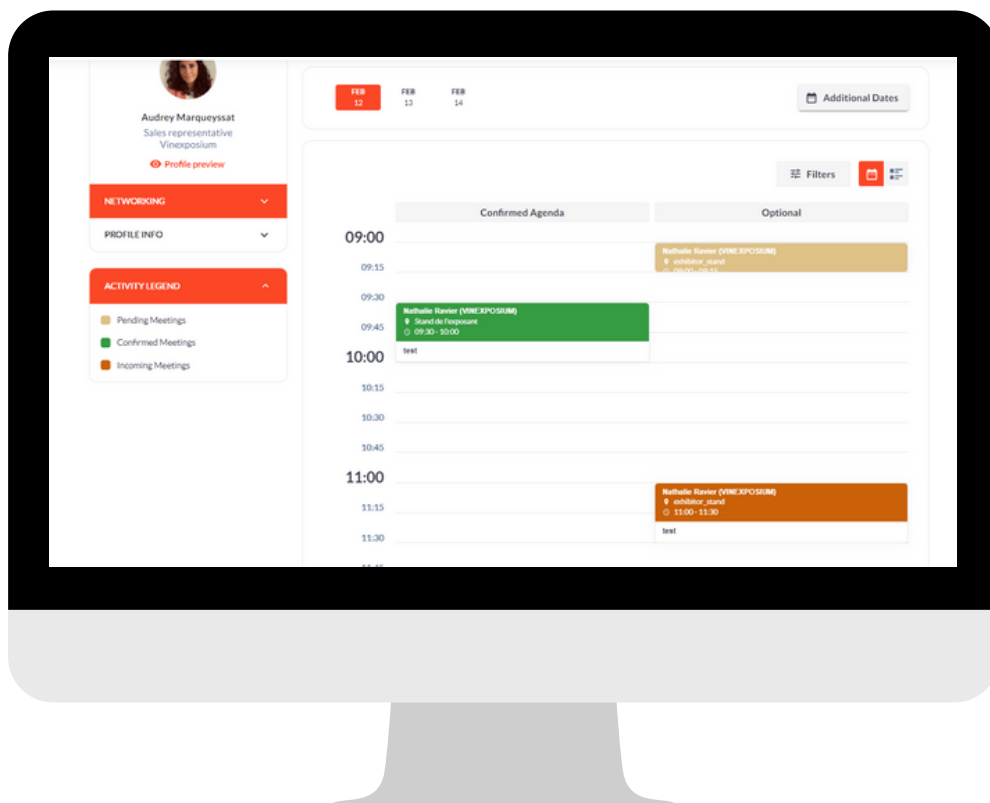 Audrey Marqueyssat
Sales representative
Vinexposium
Profile preview
NETWORKING
PROFILE INFO
ACTIVITY LEGEND
Pending Meetings
Confirmed Meetings
Incoming Meetings
FEB
12
FEB
13
FEB
14
Additional Dates
Filters
Confirmed Agenda
Optional
09:00
Nathalie Ravier (VINEXPOSIUM)
exhibitor_stand
09:00 - 09:15
09:15
09:30
Nathalie Ravier (VINEXPOSIUM)
Stand de l'exposant
09:30 - 10:00
09:45
test
10:00
10:15
10:30
10:45
11:00
Nathalie Ravier (VINEXPOSIUM)
exhibitor_stand
11:00 - 11:30
11:15
test
11:30